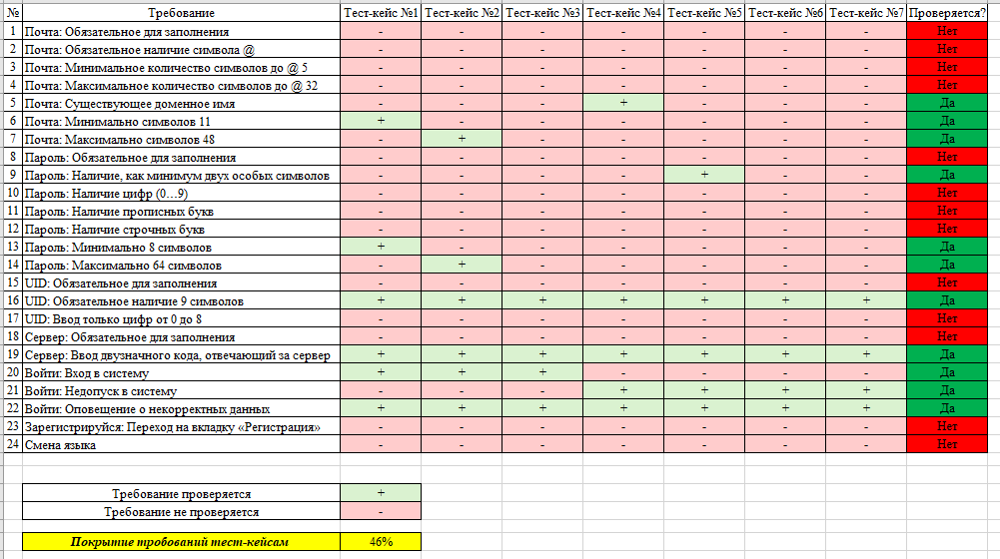 № Требование Тест-кейс №1 Тест-кейс №2 Тест-кейс №3 Тест-кейс №4 Тест-кейс №5 Тест-кейс №6 Тест-кейс №7 Проверяется?
1 Почта: Обязательное для заполнения - - - - - - - Нет
2 Почта: Обязательное наличие символа @ - - - - - - - Нет
3 Почта: Минимальное количество символов до @ 5 - - - - - - - Нет
4 Почта: Максимальное количество символов до @ 32 - - - - - - - Нет
5 Почта: Существующее доменное имя - - - + - - - Да
6 Почта: Минимально символов 11 + - - - - - - Да
7 Почта: Максимально символов 48 - + - - - - - Да
8 Пароль: Обязательное для заполнения - - - - - - - Нет
9 Пароль: Наличие, как минимум двух особых символов - - - - + - - Да
10 Пароль: Наличие цифр (0…9) - - - - - - - Нет
11 Пароль: Наличие прописных букв - - - - - - - Нет
12 Пароль: Наличие строчных букв - - - - - - - Нет
13 Пароль: Минимально 8 символов + - - - - - - Да
14 Пароль: Максимально 64 символов - + - - - - - Да
15 UID: Обязательное для заполнения - - - - - - - Нет
16 UID: Обязательное наличие 9 символов + + + + + + + Да
17 UID: Ввод только цифр от 0 до 8 - - - - - - - Нет
18 Сервер: Обязательное для заполнения - - - - - - - Нет
19 Сервер: Ввод двузначного кода, отвечающий за сервер + + + + + + + Да
20 Войти: Вход в систему + + + - - - - Да
21 Войти: Недопуск в систему - - - + + + + Да
22 Войти: Оповещение о некорректных данных + + + + + + + Да
23 Зарегистрируйся: Переход на вкладку «Регистрация» - - - - - - - Нет
24 Смена языка - - - - - - - Нет
Требование проверяется +
Требование не проверяется -
Покрытие трбований тест-кейсам 46%